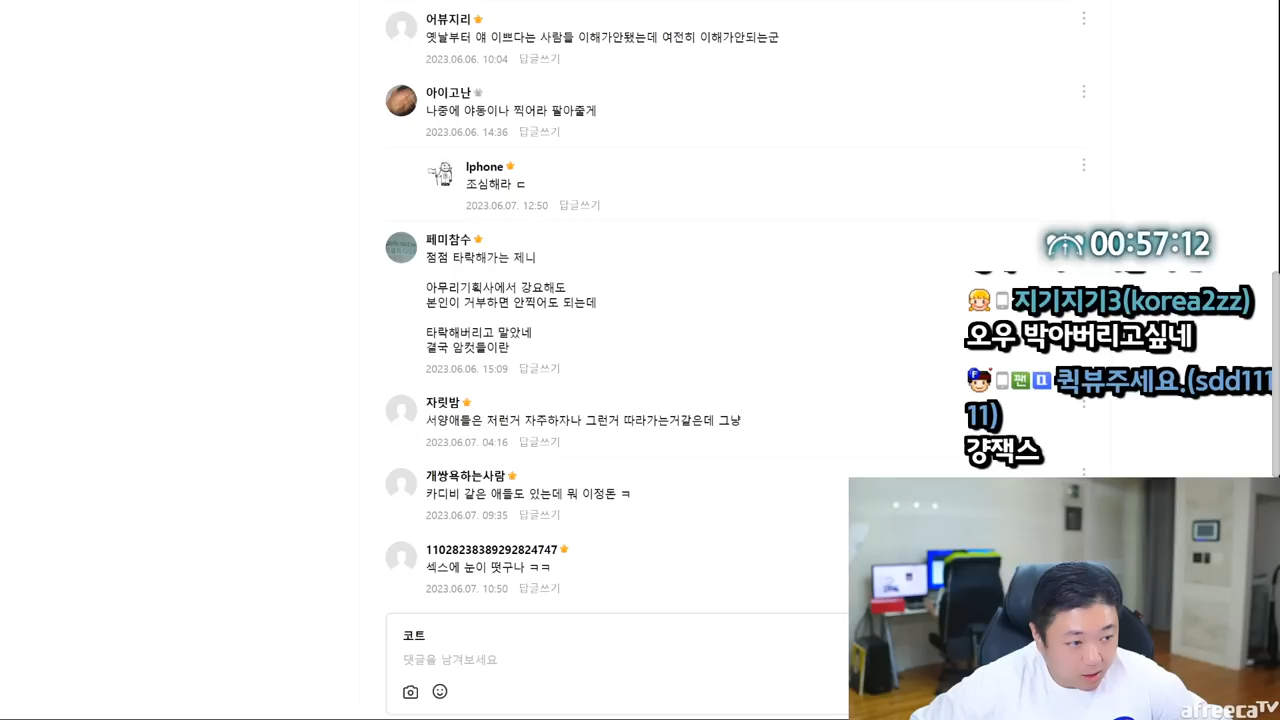 어뷰지리
옛날부터 얘 이쁘다는 사람들 이해가안됐는데 여전히 이해가안되는군
2023.06.06. 10:04 답글쓰기
아이고난
나중에 야동이나 찍어라 팔아줄게
2023.06.06. 14:36 답글쓰기
lphone
조심해라 ㄷ
2023.06.07. 12:50 답글쓰기
페미참수
점점 타락해가는 제니
아무리기획사에서 강요해도
본인이 거부하면 안찍어도 되는데
타락해버리고 말았네
결국 암컷들이란
2023.06.06. 15:09 답글쓰기
자릿밤
서양애들은 저런거 자주하자나 그런거 따라가는거같은데 그냥
2023.06.07. 04:16 답글쓰기
개쌍욕하는사람
카디비 같은 애들도 있는데 뭐 이정돈 ㅋ
2023.06.07. 09:35 답글쓰기
11028238389292824747
섹스에 눈이 떳구나 ㅋㅋ
2023.06.07. 10:50 답글쓰기
코트
댓글을 남겨보세요
00:57:12
지기지기3(korea2zz)
오우 박아버리고싶네
팬 퀵뷰주세요.(sdd111
11)
걍잭스
afreecaTV